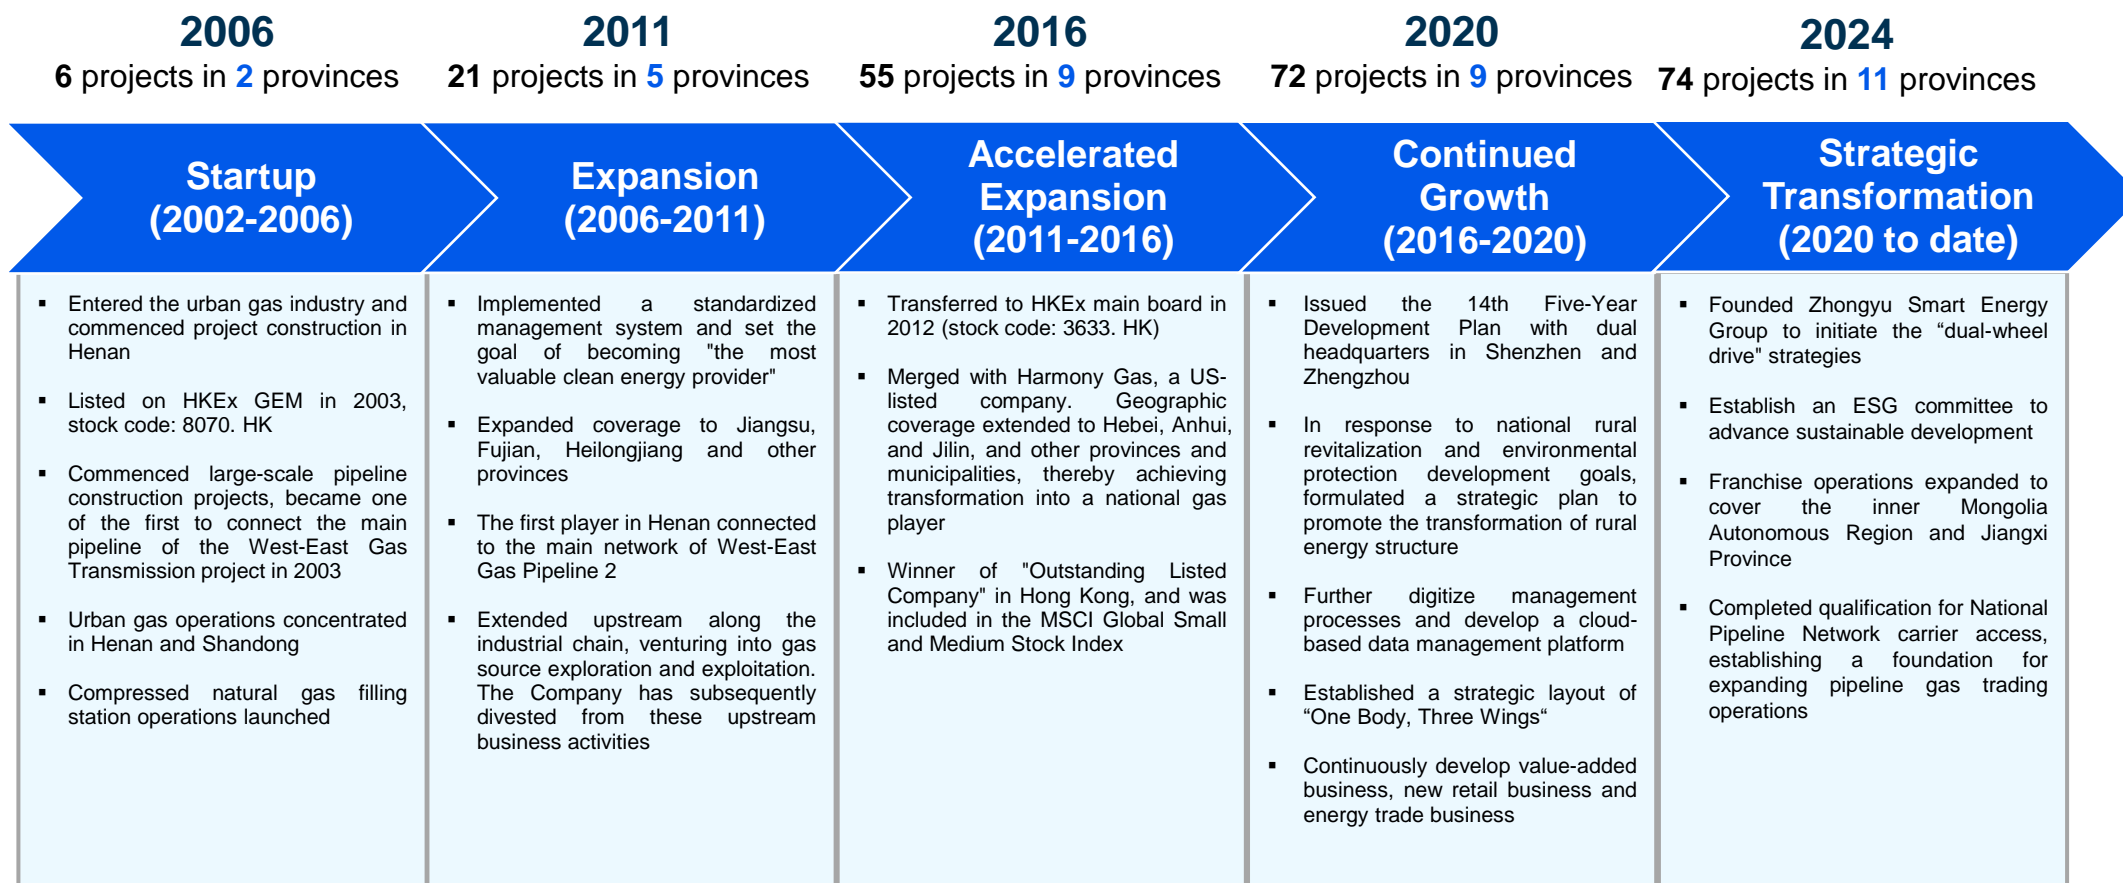 2006
6 projects in 2 provinces
2011
21 projects in 5 provinces
2016
55 projects in 9 provinces
2020
72 projects in 9 provinces
2024
74 projects in 11 provinces
Startup
(2002-2006)
Expansion
(2006-2011)
Accelerated
Expansion
(2011-2016)
Continued
Growth
(2016-2020)
Strategic
Transformation
(2020 to date)
▪ Entered the urban gas industry and
commenced project construction in
Henan
▪ Listed on HKEx GEM in 2003,
stock code: 8070. HK
▪ Commenced large-scale pipeline
construction projects, became one
of the first to connect the main
pipeline of the West-East Gas
Transmission project in 2003
▪ Urban gas operations concentrated
in Henan and Shandong
▪ Compressed natural gas filling
station operations launched
▪ Implemented a standardized
management system and set the
goal of becoming "the most
valuable clean energy provider"
▪ Expanded coverage to Jiangsu,
Fujian, Heilongjiang and other
provinces
▪ The first player in Henan connected
to the main network of West-East
Gas Pipeline 2
▪ Extended upstream along the
industrial chain, venturing into gas
source exploration and exploitation.
The Company has subsequently
divested from these upstream
business activities
▪ Transferred to HKEx main board in
2012 (stock code: 3633. HK)
▪ Merged with Harmony Gas, a US-
listed company. Geographic
coverage extended to Hebei, Anhui,
and Jilin, and other provinces and
municipalities, thereby achieving
transformation into a national gas
player
▪ Winner of "Outstanding Listed
Company" in Hong Kong, and was
included in the MSCI Global Small
and Medium Stock Index
▪ Issued the 14th Five-Year
Development Plan with dual
headquarters in Shenzhen and
Zhengzhou
▪ In response to national rural
revitalization and environmental
protection development goals,
formulated a strategic plan to
promote the transformation of rural
energy structure
▪ Further digitize management
processes and develop a cloud-
based data management platform
▪ Established a strategic layout of
“One Body, Three Wings“
▪ Continuously develop value-added
business, new retail business and
energy trade business
▪ Founded Zhongyu Smart Energy
Group to initiate the “dual-wheel
drive" strategies
▪ Establish an ESG committee to
advance sustainable development
▪ Franchise operations expanded to
cover the inner Mongolia
Autonomous Region and Jiangxi
Province
▪ Completed qualification for National
Pipeline Network carrier access,
establishing a foundation for
expanding pipeline gas trading
operations